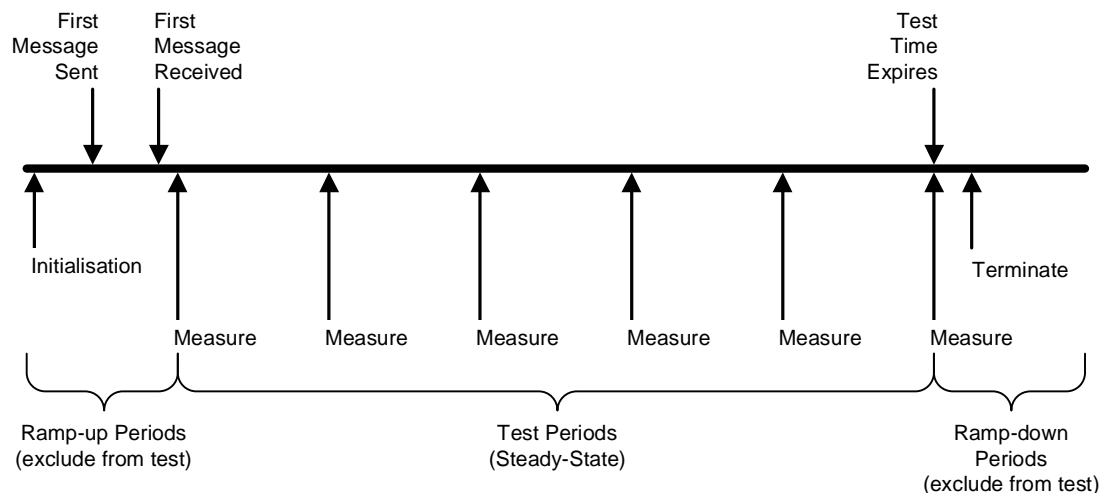 First
Message
Sent
First
Message
Received
Test
Time
Expires
Initialisation
Terminate
Measure
Measure
Measure
Measure
Measure
Measure
Ramp-up Periods
(exclude from test)
Test Periods
(Steady-State)
Ramp-down
Periods
(exclude from test)